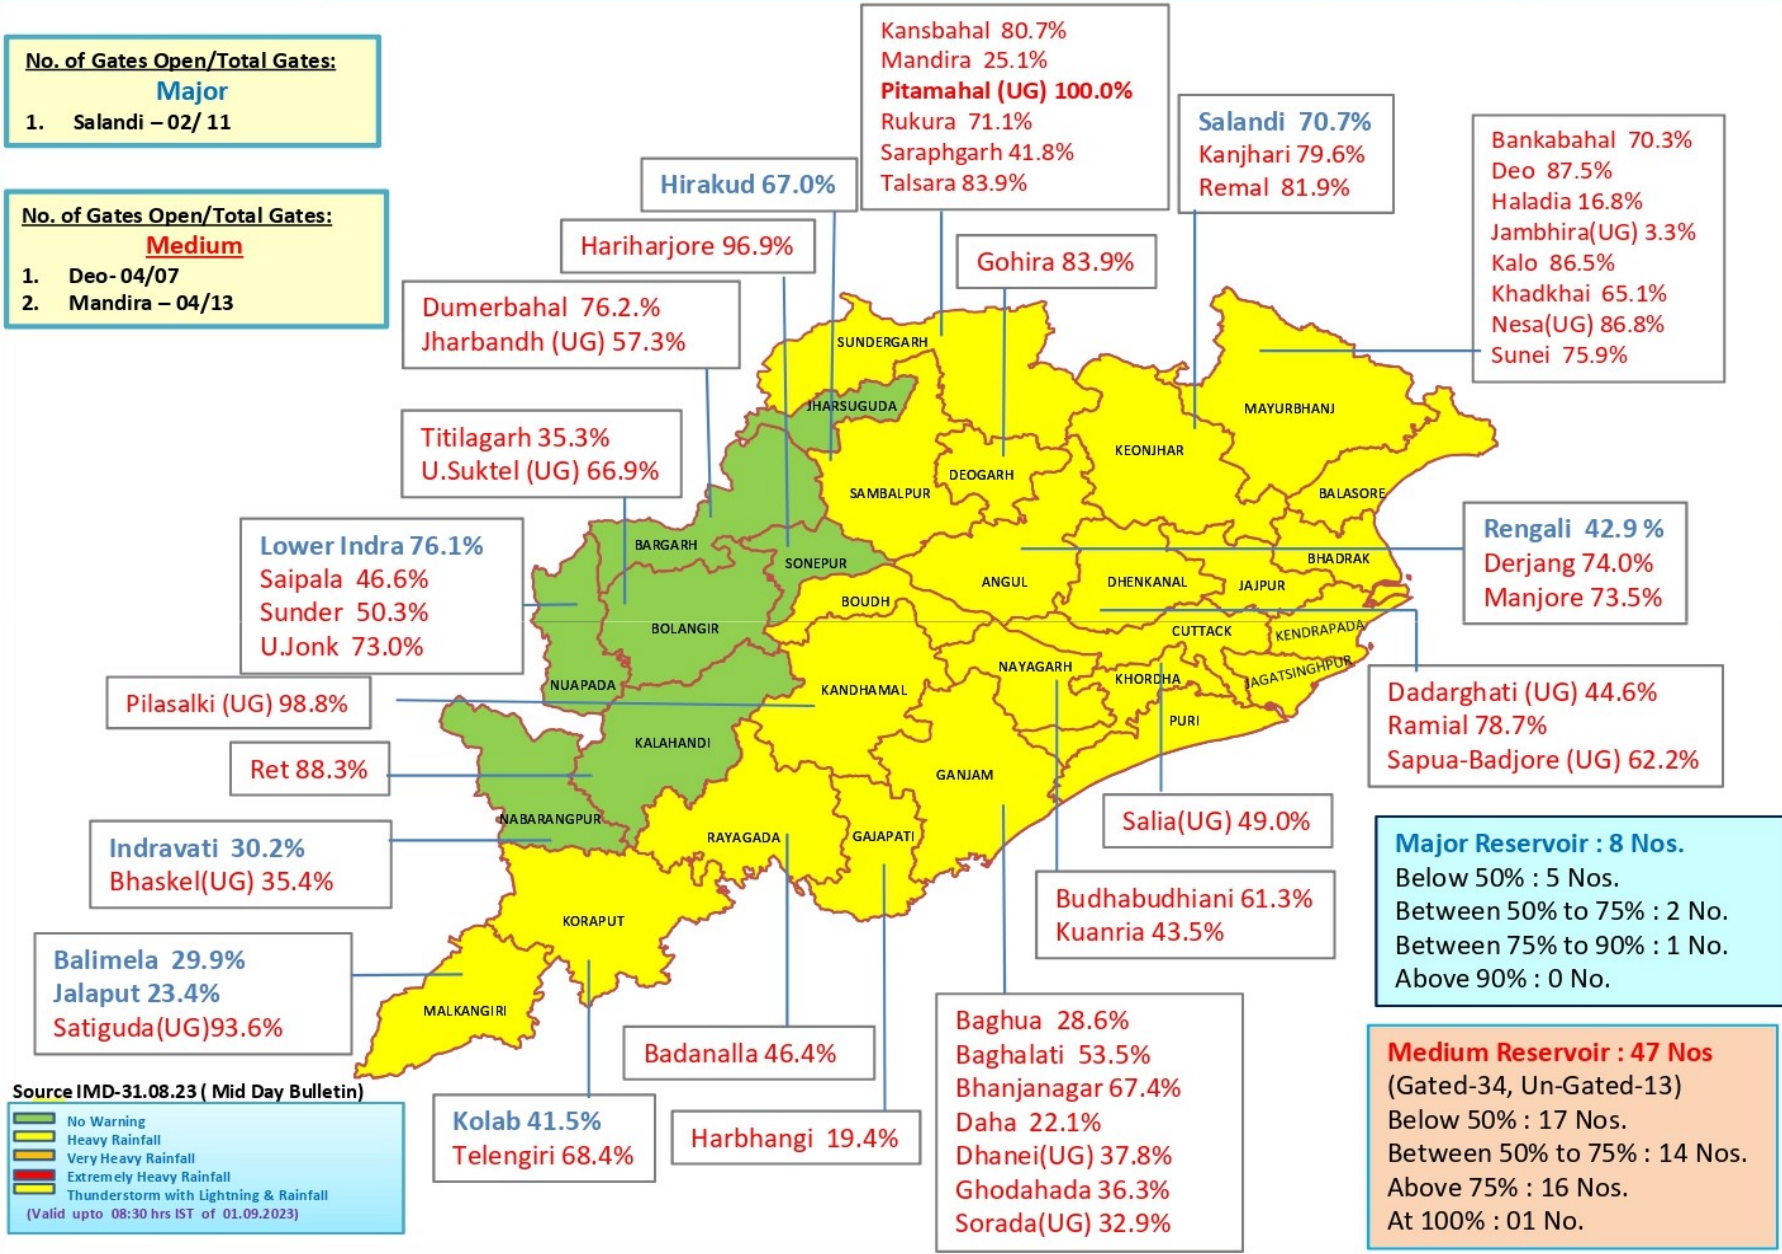 No. of Gates Open/Total Gates:
Major
1. Salandi – 02/ 11
No. of Gates Open/Total Gates:
Medium
1. Deo- 04/07
2. Mandira – 04/13
Kansbahal 80.7%
Mandira 25.1%
Pitamahal (UG) 100.0%
Rukura 71.1%
Saraphgarh 41.8%
Talsara 83.9%
Salandi 70.7%
Kanjhari 79.6%
Remal 81.9%
Bankabahal 70.3%
Deo 87.5%
Haladia 16.8%
Jambhira(UG) 3.3%
Kalo 86.5%
Khadkhai 65.1%
Nesa(UG) 86.8%
Sunei 75.9%
Hirakud 67.0%
Hariharjore 96.9%
Gohira 83.9%
Dumerbahal 76.2.%
Jharbandh (UG) 57.3%
Titilagarh 35.3%
U.Suktel (UG) 66.9%
Lower Indra 76.1%
Saipala 46.6%
Sunder 50.3%
U.Jonk 73.0%
Pilasalki (UG) 98.8%
Ret 88.3%
Indravati 30.2%
Bhaskel(UG) 35.4%
Balimela 29.9%
Jalaput 23.4%
Satiguda(UG)93.6%
SUNDERGARH
JHARSUGUDA
MAYURBHANJ
KEONJHAR
DEOGARH
SAMBALPUR
BALASORE
BARGARH
SONEPUR
BHADRAK
ANGUL
DHENKANAL
JAJPUR
BOUDH
BOLANGIR
CUTTACK
KENDRAPADA
NAYAGARH
KHORDHA
JAGATSINGHPUR
NUAPADA
KANDHAMAL
PURI
KALAHANDI
GANJAM
NABARANGPUR
RAYAGADA
GAJAPATI
KORAPUT
MALKANGIRI
Rengali 42.9 %
Derjang 74.0%
Manjore 73.5%
Dadarghati (UG) 44.6%
Ramial 78.7%
Sapua-Badjore (UG) 62.2%
Salia(UG) 49.0%
Budhabudhiani 61.3%
Kuanria 43.5%
Badanalla 46.4%
Kolab 41.5%
Telengiri 68.4%
Harbhangi 19.4%
Baghua 28.6%
Baghalati 53.5%
Bhanjanagar 67.4%
Daha 22.1%
Dhanei(UG) 37.8%
Ghodahada 36.3%
Sorada(UG) 32.9%
Major Reservoir : 8 Nos.
Below 50% : 5 Nos.
Between 50% to 75% : 2 No.
Between 75% to 90% : 1 No.
Above 90% : 0 No.
Medium Reservoir : 47 Nos
(Gated-34, Un-Gated-13)
Below 50% : 17 Nos.
Between 50% to 75% : 14 Nos.
Above 75% : 16 Nos.
At 100% : 01 No.
Source IMD-31.08.23 ( Mid Day Bulletin)
No Warning
Heavy Rainfall
Very Heavy Rainfall
Extremely Heavy Rainfall
Thunderstorm with Lightning & Rainfall
(Valid upto 08:30 hrs IST of 01.09.2023)